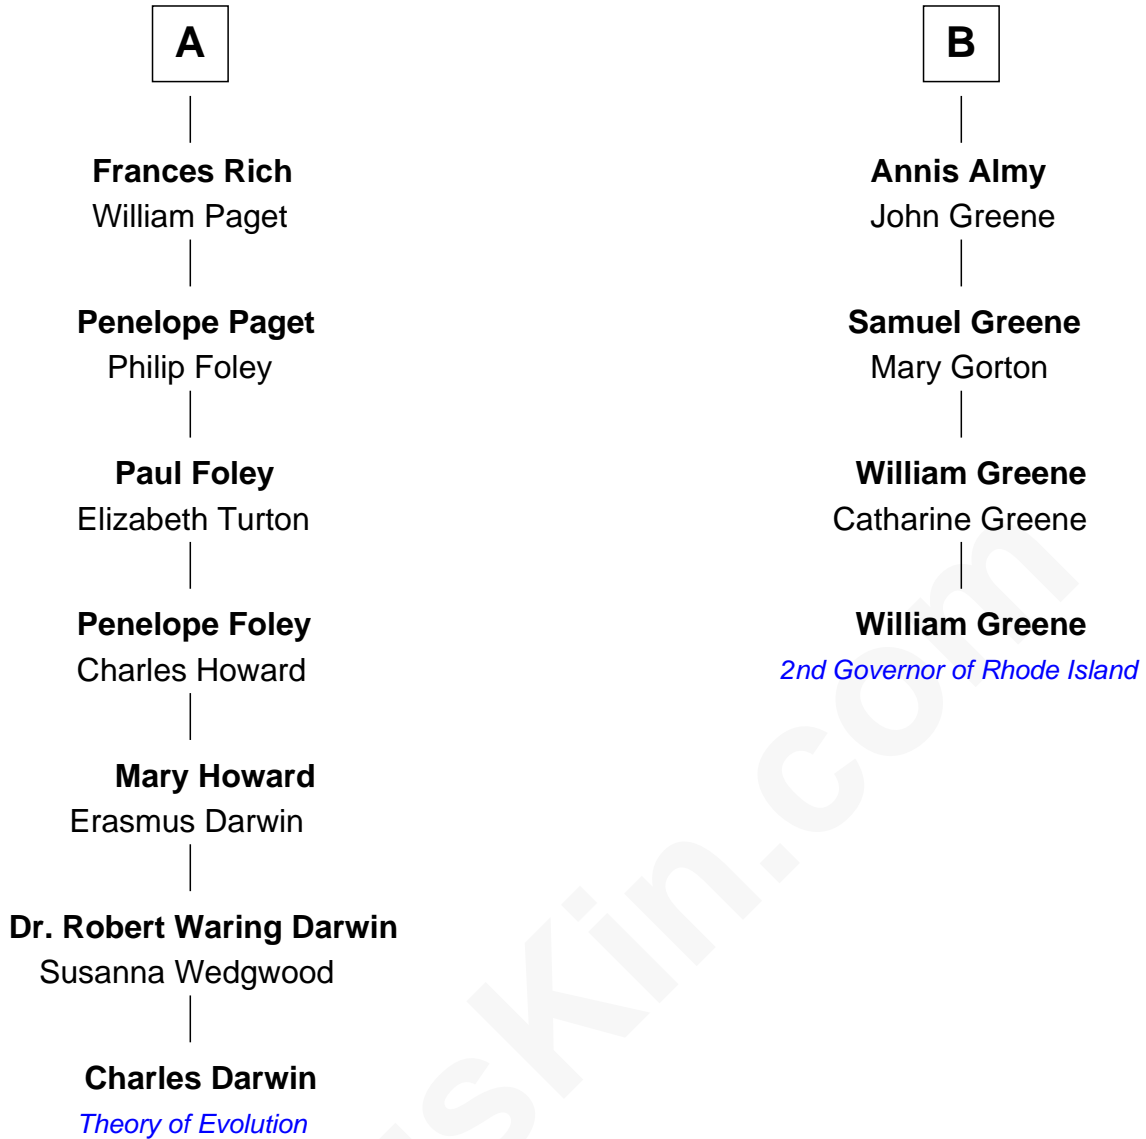 A
Frances Rich
William Paget
Penelope Paget
Philip Foley
Paul Foley
Elizabeth Turton
Penelope Foley
Charles Howard
Mary Howard
Erasmus Darwin
Dr. Robert Waring Darwin
Susanna Wedgwood
Charles Darwin
Theory of Evolution
B
Annis Almy
John Greene
Samuel Greene
Mary Gorton
William Greene
Catharine Greene
William Greene
2nd Governor of Rhode Island